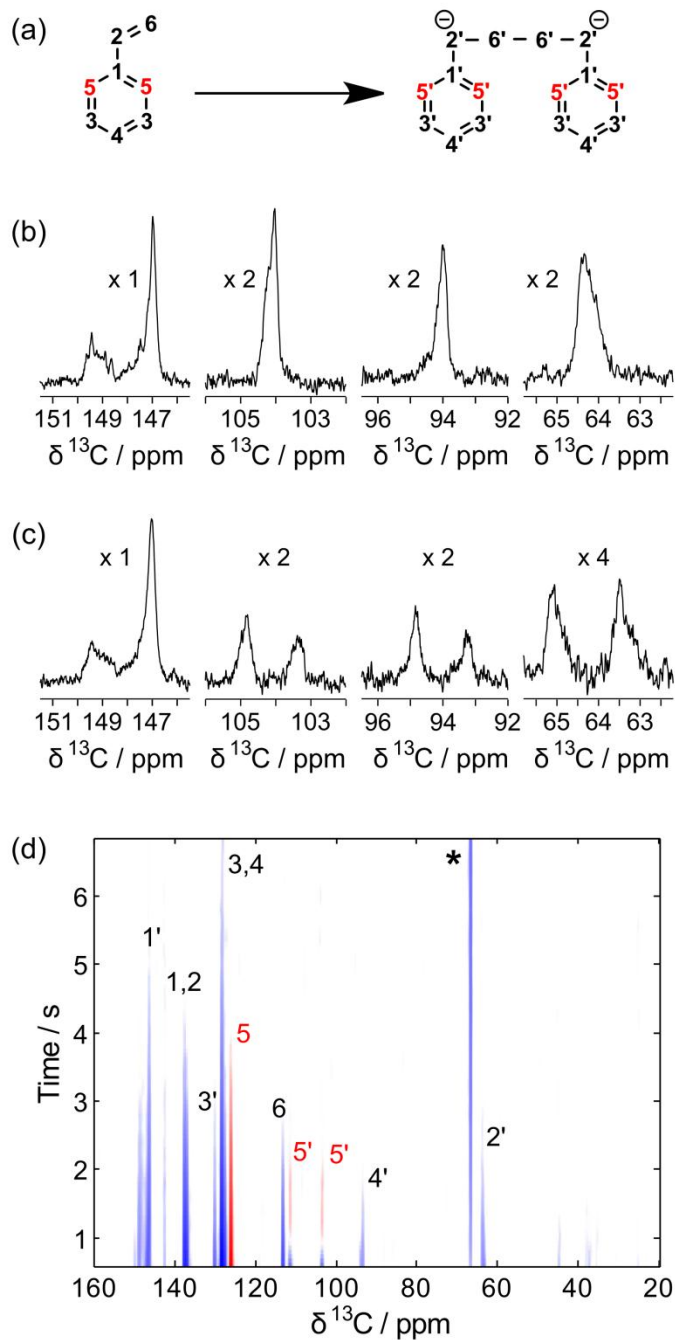 (a)
2 6
1
5 5
3 3
4
⊖ ⊖
2' 6' 6' 2'
1' 1'
5' 5' 5' 5'
3' 3' 3' 3'
4' 4'
(b)
x 1 x 2 x 2 x 2
151 149 147 105 103 96 94 92 65 64 63
δ ¹³C / ppm δ ¹³C / ppm δ ¹³C / ppm δ ¹³C / ppm
(c)
x 1 x 2 x 2 x 4
151 149 147 105 103 96 94 92 65 64 63
δ ¹³C / ppm δ ¹³C / ppm δ ¹³C / ppm δ ¹³C / ppm
(d)
Time / s
6
5
4
3
2
1
3,4
*
1'
1,2
5
3'
6
5' 5'
4'
2'
160 140 120 100 80 60 40 20
δ ¹³C / ppm